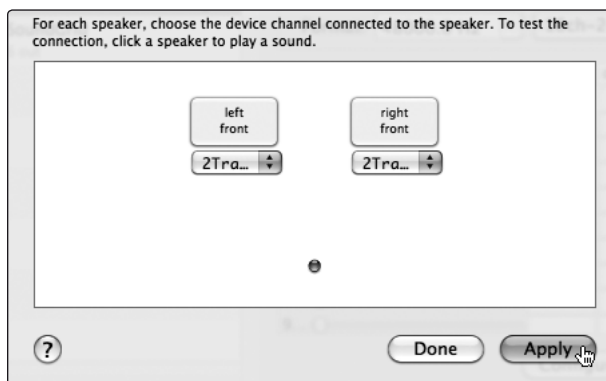 For each speaker, choose the device channel connected to the speaker. To test the
connection, click a speaker to play a sound.
left
front
right
front
2Tra...
2Tra...
?
Done
Apply